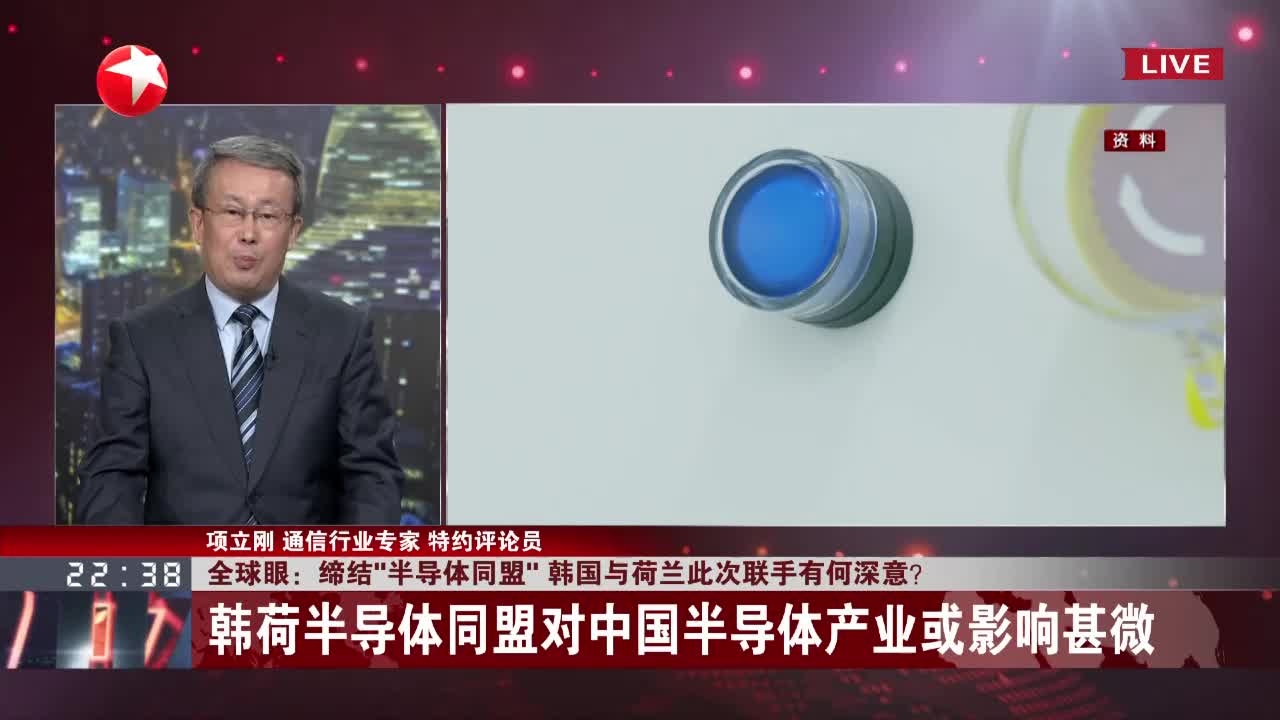 LIVE
资料
项立刚 通信行业专家 特约评论员
22:38
全球眼：缔结"半导体同盟" 韩国与荷兰此次联手有何深意？
韩荷半导体同盟对中国半导体产业或影响甚微